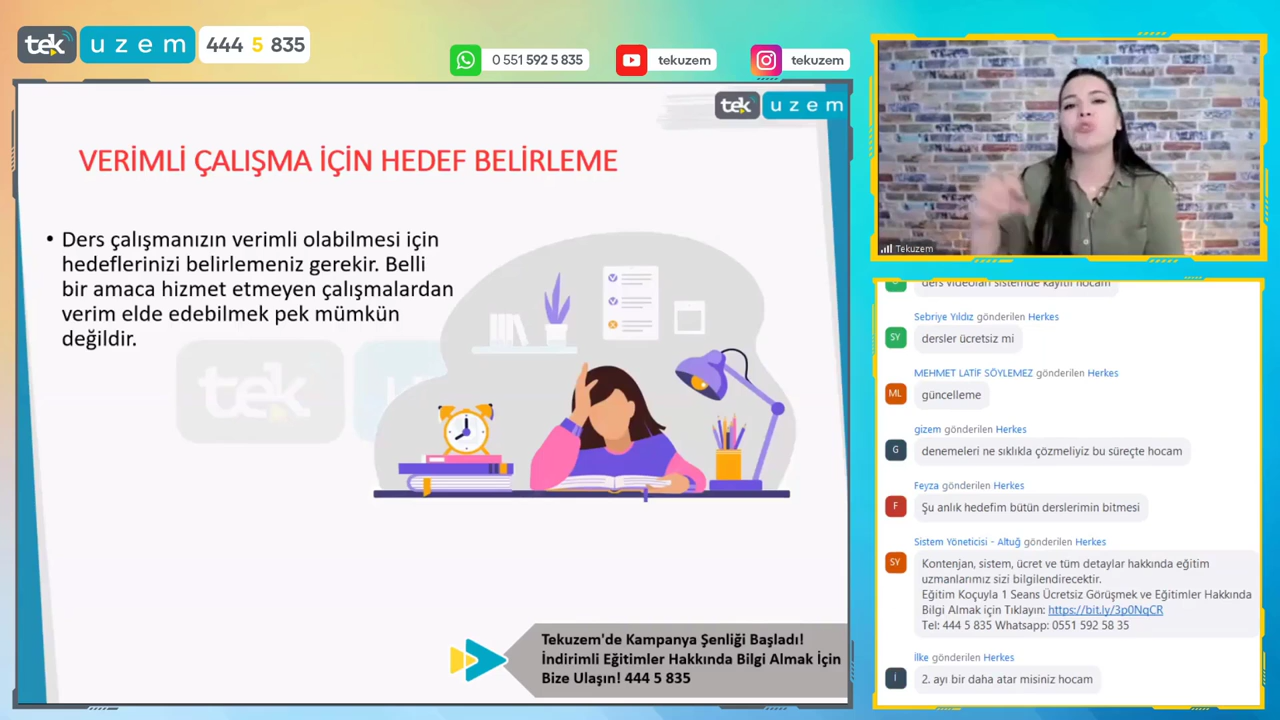 tek uzem 444 5 835
0 551 592 5 835
tekuzem
tekuzem
tek uzem
VERİMLİ ÇALIŞMA İÇİN HEDEF BELİRLEME
• Ders çalışmanızın verimli olabilmesi için
hedeflerinizi belirlemeniz gerekir. Belli
bir amaca hizmet etmeyen çalışmalardan
verim elde edebilmek pek mümkün
değildir.
tek
Tekuzem'de Kampanya Şenliği Başladı!
İndirimli Eğitimler Hakkında Bilgi Almak İçin
Bize Ulaşın! 444 5 835
Tekuzem
ders videoları sistemde kayıtlı hocam
Sebriye Yıldız gönderilen Herkes
SY
dersler ücretsiz mi
MEHMET LATİF SÖYLEMEZ gönderilen Herkes
ML
güncelleme
gizem gönderilen Herkes
G
denemeleri ne sıklıkla çözmeliyiz bu süreçte hocam
Feyza gönderilen Herkes
F
Şu anlık hedefim bütün derslerimin bitmesi
Sistem Yöneticisi - Altuğ gönderilen Herkes
SY
Kontenjan, sistem, ücret ve tüm detaylar hakkında eğitim
uzmanlarımız sizi bilgilendirecektir.
Eğitim Koçuyla 1 Seans Ücretsiz Görüşmek ve Eğitimler Hakkında
Bilgi Almak için Tıklayın: https://bit.ly/3p0NqCR
Tel: 444 5 835 Whatsapp: 0551 592 58 35
İlke gönderilen Herkes
İ
2. ayı bir daha atar mısınız hocam